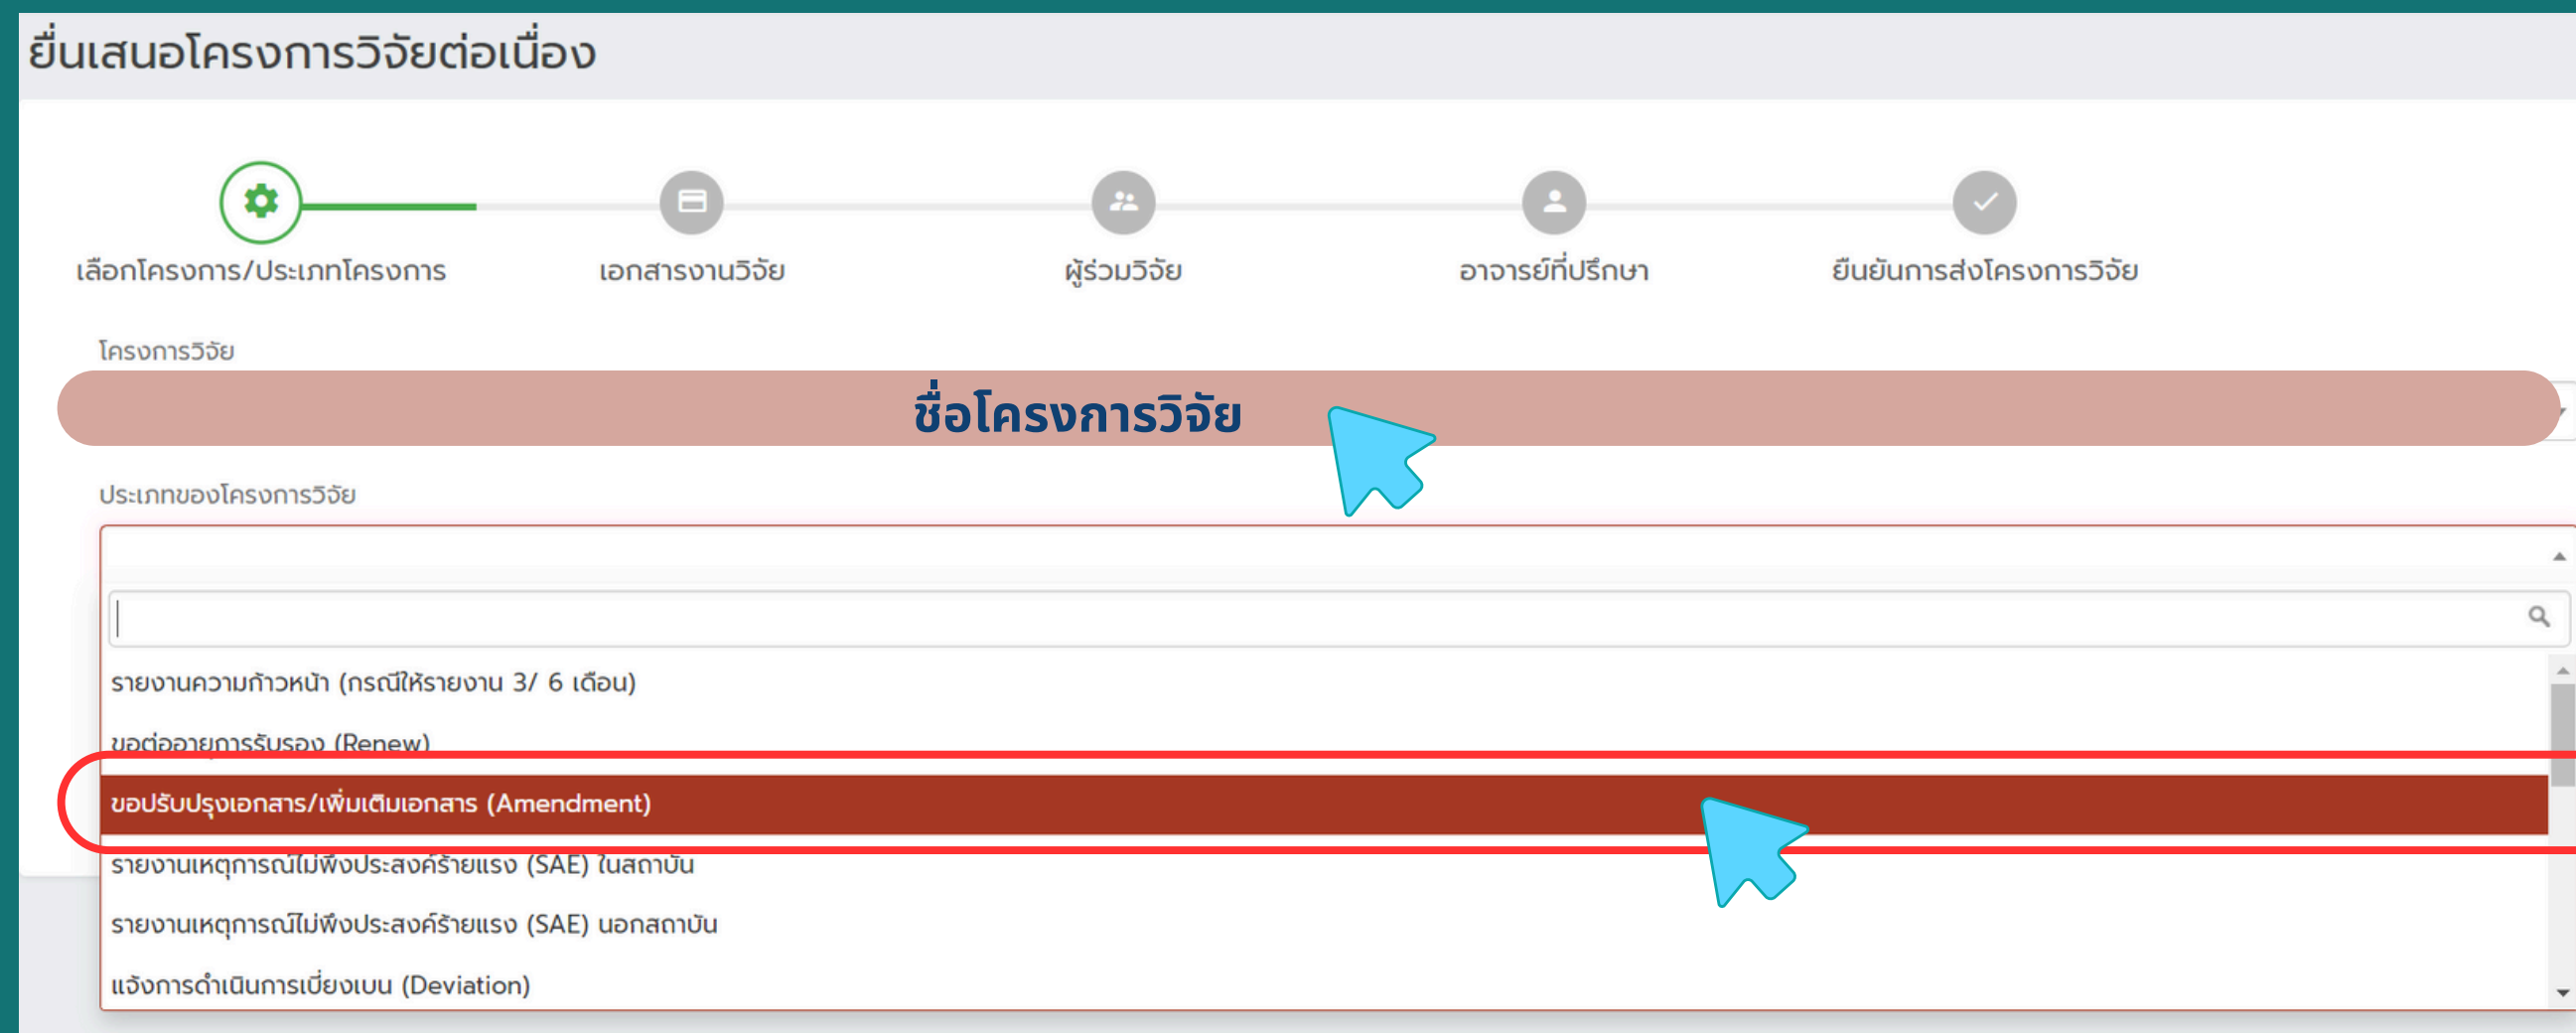 ยื่นเสนอโครงการวิจัยต่อเนื่อง
เลือกโครงการ/ประเภทโครงการ
เอกสารงานวิจัย
ผู้ร่วมวิจัย
อาจารย์ที่ปรึกษา
ยืนยันการส่งโครงการวิจัย
โครงการวิจัย
ชื่อโครงการวิจัย
ประเภทของโครงการวิจัย
รายงานความก้าวหน้า (กรณีให้รายงาน 3/ 6 เดือน)
ขอต่ออายุการรับรอง (Renew)
ขอปรับปรุงเอกสาร/เพิ่มเติมเอกสาร (Amendment)
รายงานเหตุการณ์ไม่พึงประสงค์ร้ายแรง (SAE) ในสถาบัน
รายงานเหตุการณ์ไม่พึงประสงค์ร้ายแรง (SAE) นอกสถาบัน
แจ้งการดำเนินการเบี่ยงเบน (Deviation)